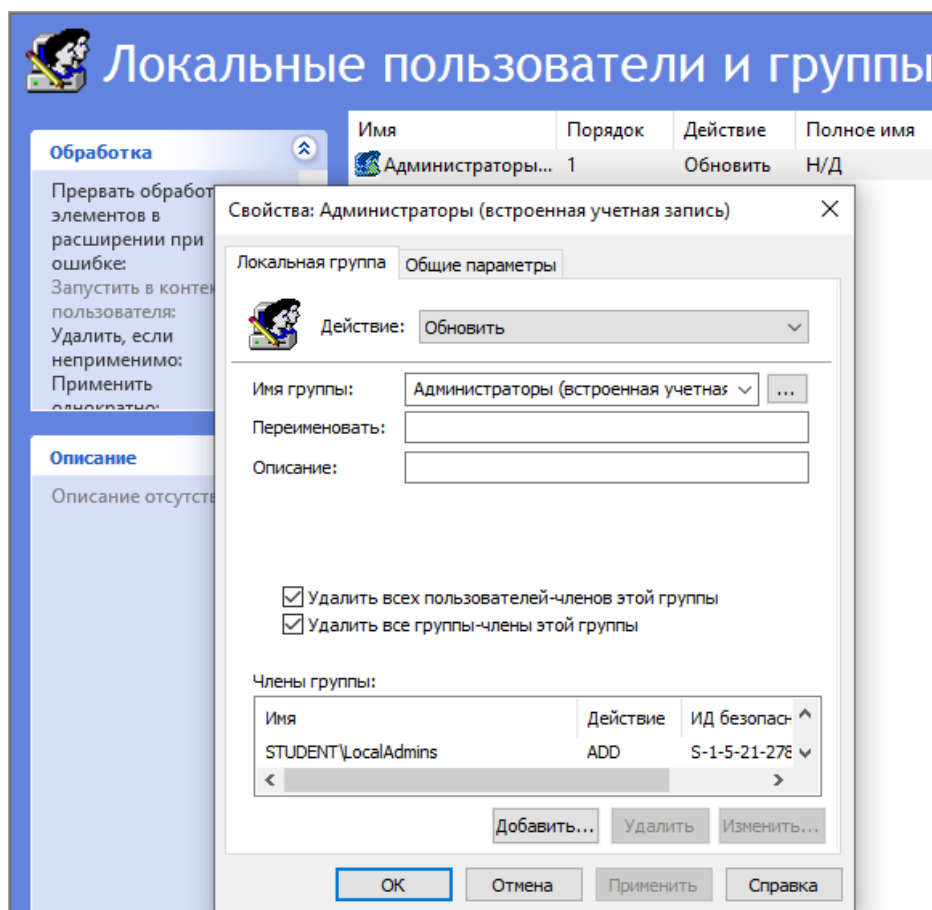 Локальные пользователи и группы
Имя Порядок Действие Полное имя
Администраторы... 1 Обновить Н/Д
Обработка
Прервать обработ
элементов в
расширении при
ошибке:
Запустить в контек
пользователя:
Удалить, если
неприменимо:
Применить
однократно:
Описание
Описание отсутств
Свойства: Администраторы (встроенная учетная запись)
Локальная группа Общие параметры
Действие: Обновить
Имя группы: Администраторы (встроенная учетная ...
Переименовать:
Описание:
Удалить всех пользователей-членов этой группы
Удалить все группы-члены этой группы
Члены группы:
Имя Действие ИД безопасн
STUDENT\LocalAdmins ADD S-1-5-21-278
Добавить... Удалить Изменить...
ОК Отмена Применить Справка